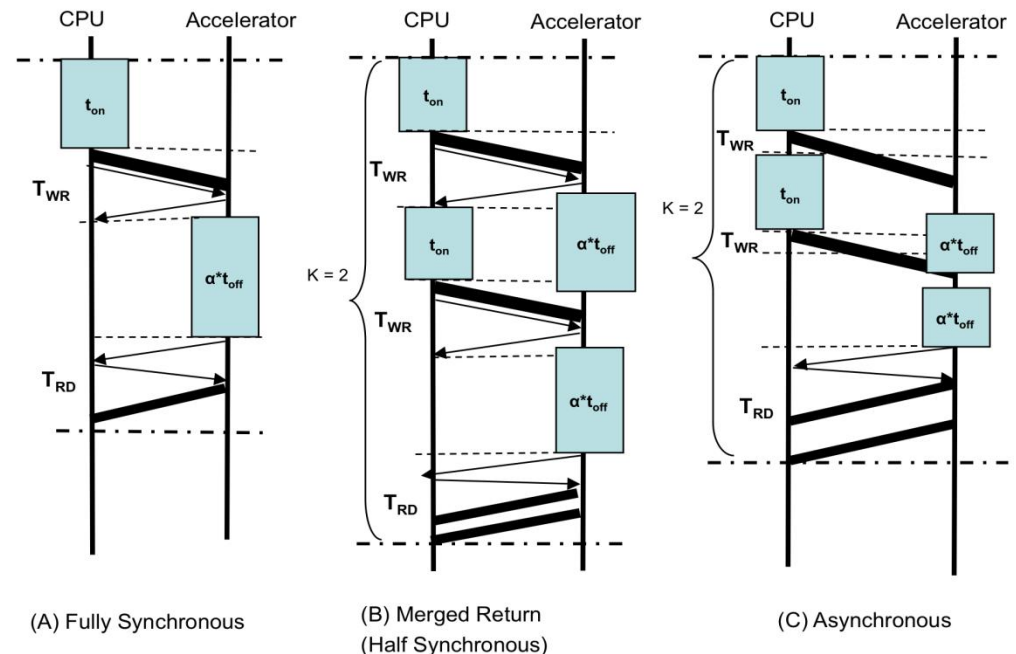 CPU
Accelerator
t_on
T_WR
α*t_off
T_RD
(A) Fully Synchronous
CPU
Accelerator
t_on
T_WR
t_on
α*t_off
K = 2
T_WR
α*t_off
T_RD
(B) Merged Return
(Half Synchronous)
CPU
Accelerator
t_on
T_WR
t_on
K = 2
T_WR
α*t_off
α*t_off
T_RD
(C) Asynchronous